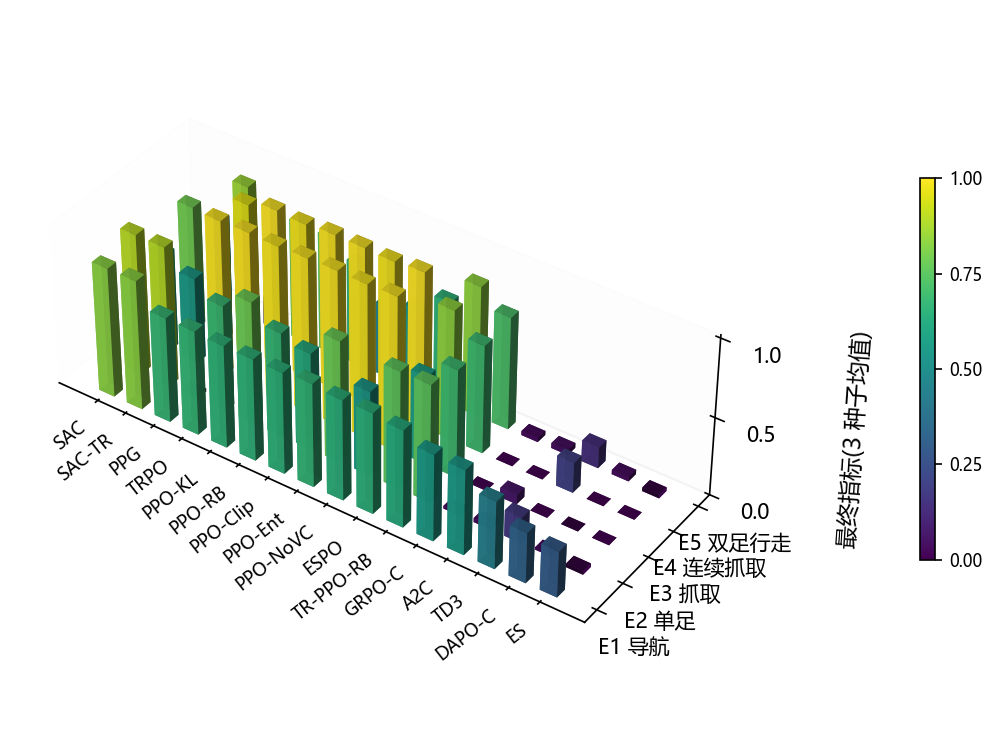 SAC
SAC-TR
PPG
TRPO
PPO-KL
PPO-RB
PPO-Clip
PPO-Ent
PPO-NoVC
ESPO
TR-PPO-RB
GRPO-C
A2C
TD3
DAPO-C
ES
E1 导航
E2 单足
E3 抓取
E4 连续抓取
E5 双足行走
0.0
0.5
1.0
最终指标(3 种子均值)
1.00
0.75
0.50
0.25
0.00